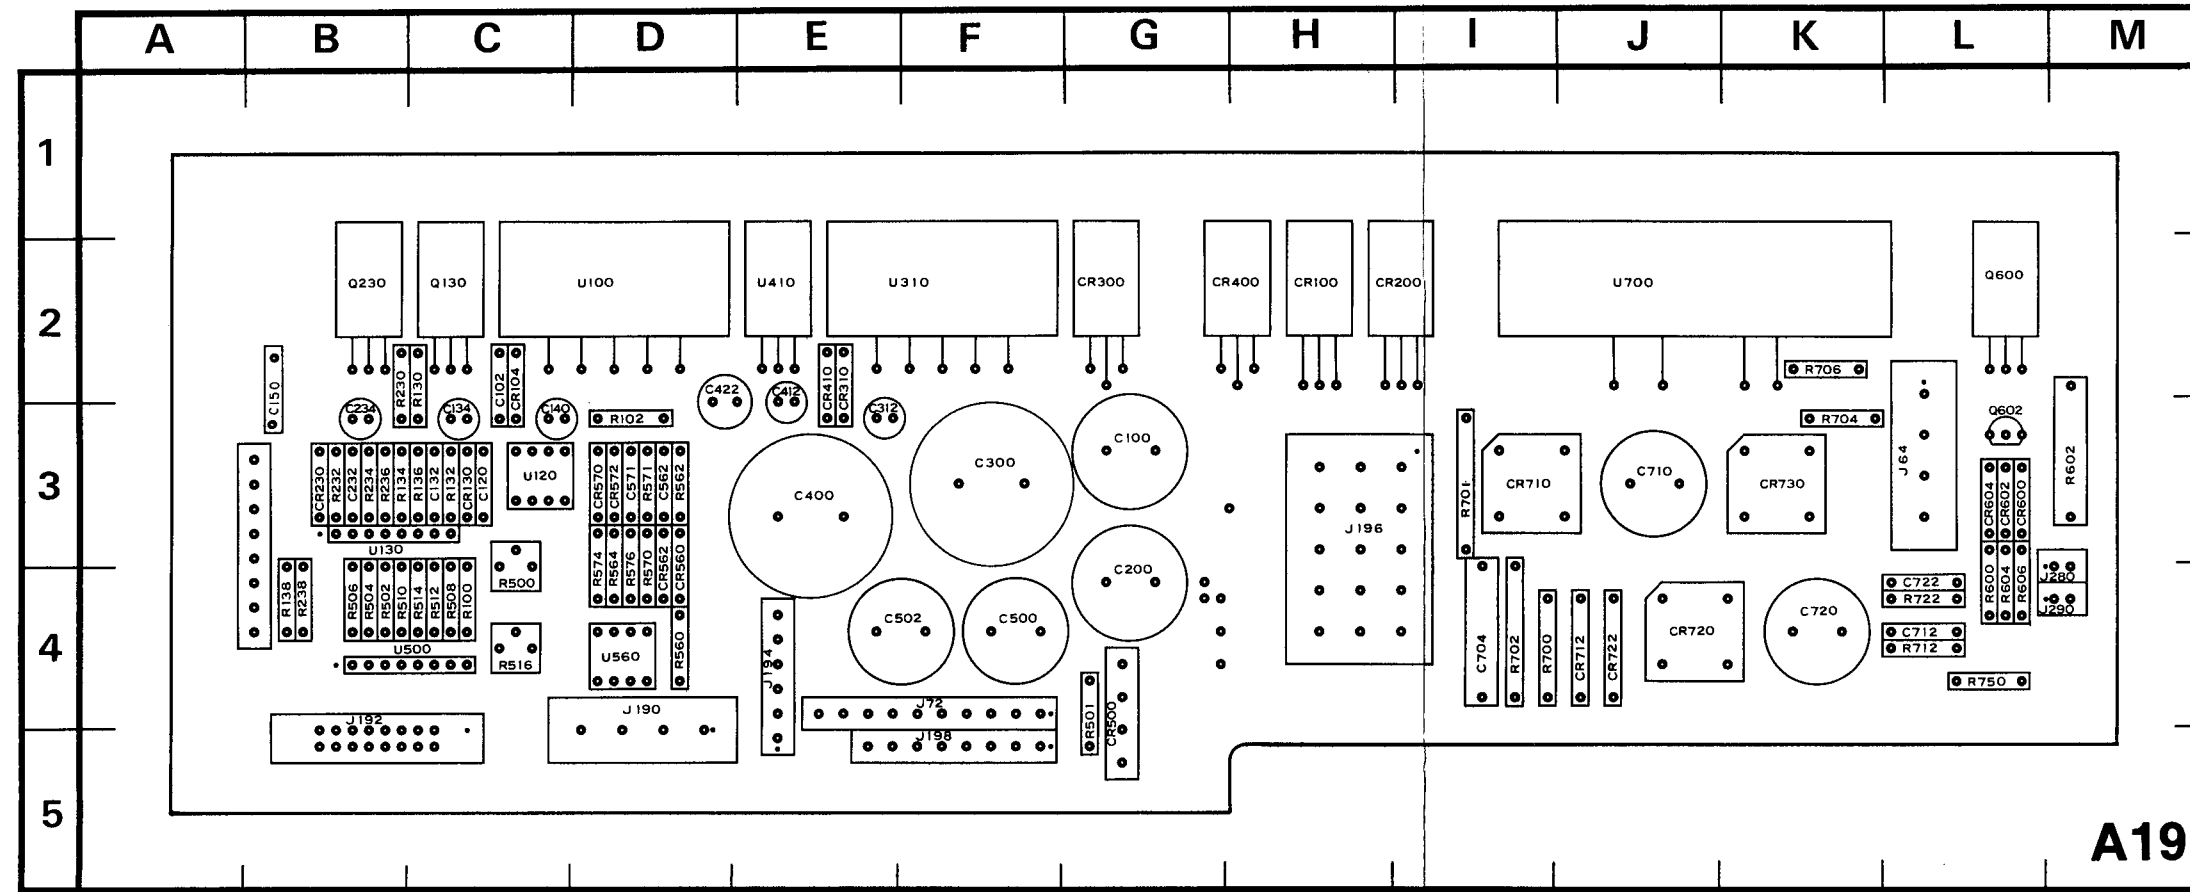 A B C D E F G H I J K L M
1
2
3
4
5
Q230 Q130 U100 U410 U310 CR300 CR400 CR100 CR200 U700 Q600
C150 R230 R130 C102 CR104 C422 C412 CR410 CR310 R706
C234 C134 C140 R102 C312 R704 Q602
CR230 R232 C232 R234 R236 R134 R136 C132 R132 CR130 C120 U120 CR570 CR572 C571 R571 C562 R562 C400 C300 C100 R701 CR710 C710 CR730 J64 CR604 CR602 CR600 R602
U130 J196
R138 R238 R506 R504 R502 R510 R514 R512 R508 R100 R500 R574 R564 R576 R570 CR562 CR560 C200 C722 R722 R600 R604 R606 J280 J290
U500 R516 U560 R560 J194 C502 C500 C704 R702 R700 CR712 CR722 CR720 C720 C712 R712
R750
J192 J190 J72 J198 R501 CR500
A19